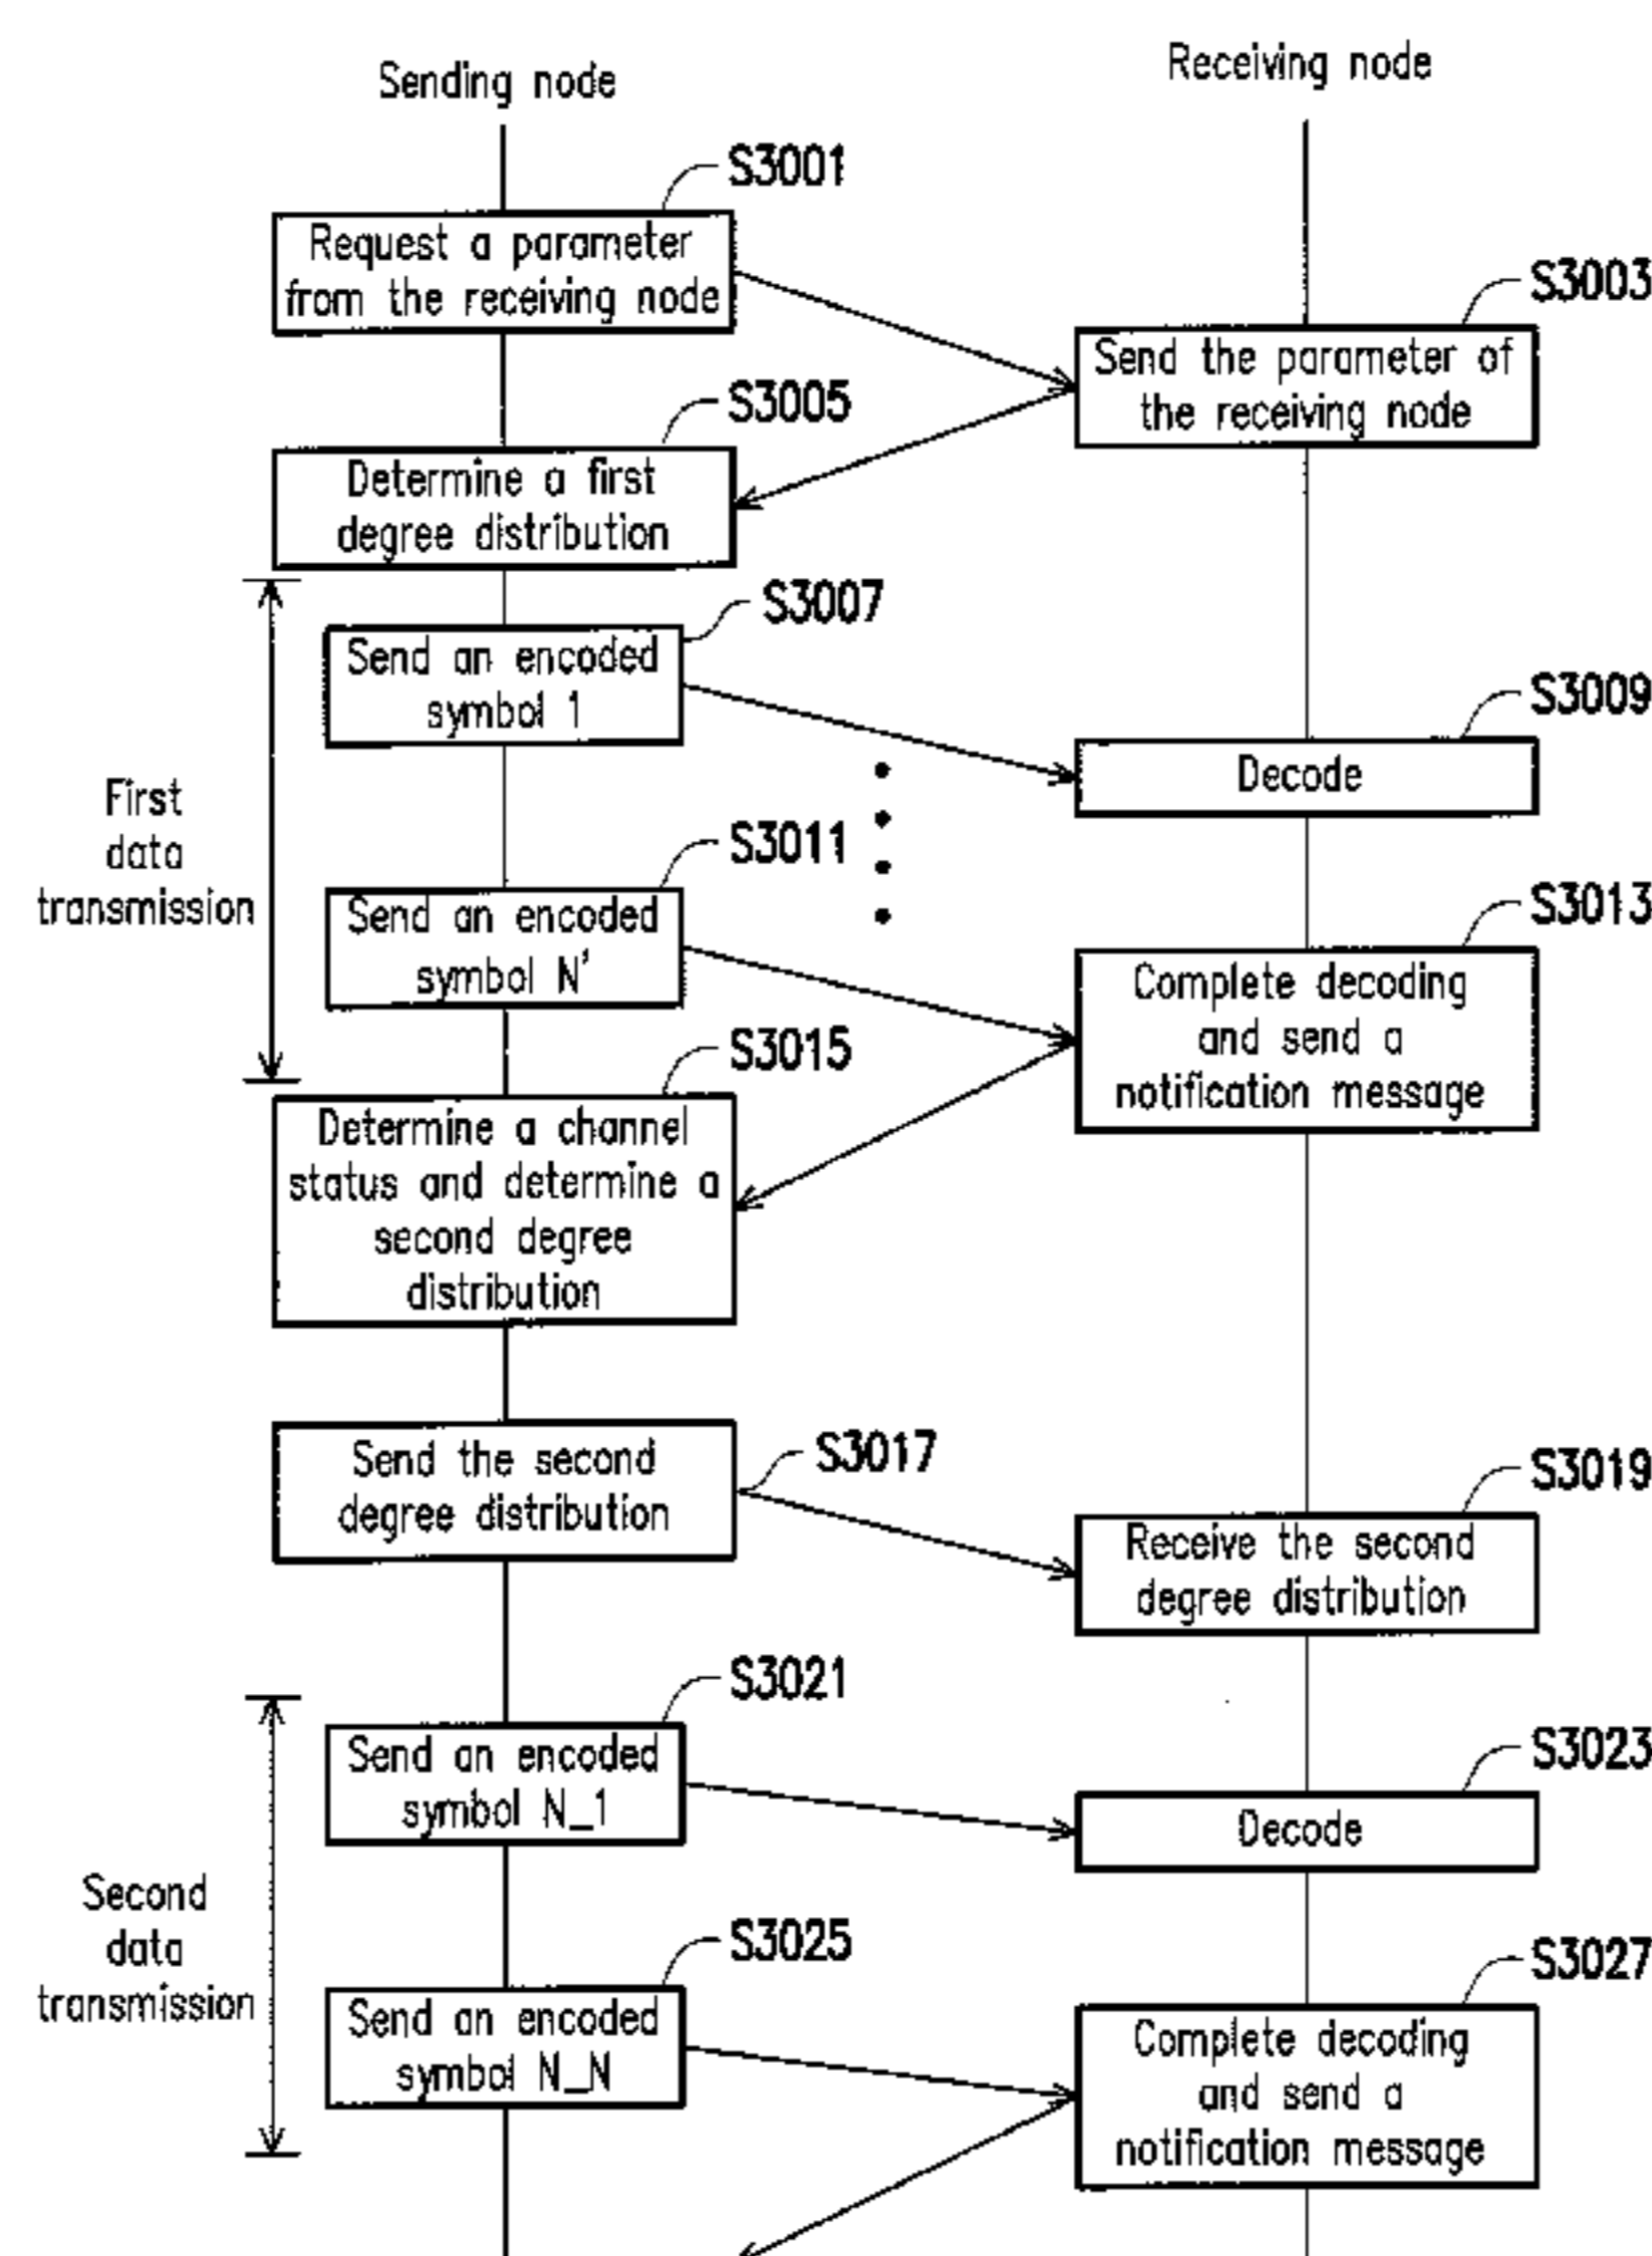 Sending node
Receiving node
S3001
Request a parameter
from the receiving node
S3003
Send the parameter of
the receiving node
S3005
Determine a first
degree distribution
S3007
Send an encoded
symbol 1
S3009
Decode
First
data
transmission
S3011
Send an encoded
symbol N'
S3013
Complete decoding
and send a
notification message
S3015
Determine a channel
status and determine a
second degree
distribution
Send the second
degree distribution
S3017
S3019
Receive the second
degree distribution
S3021
Send an encoded
symbol N_1
S3023
Decode
Second
data
transmission
S3025
Send an encoded
symbol N_N
S3027
Complete decoding
and send a
notification message